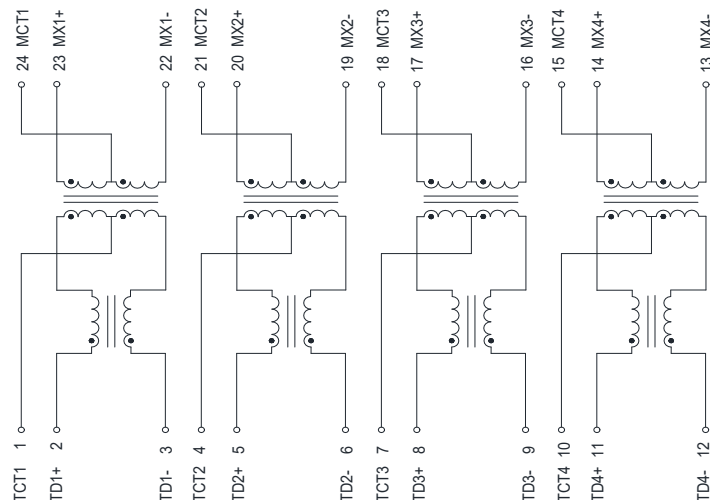 24 MCT1
23 MX1+
22 MX1-
21 MCT2
20 MX2+
19 MX2-
18 MCT3
17 MX3+
16 MX3-
15 MCT4
14 MX4+
13 MX4-
TCT1 1
TD1+ 2
TD1- 3
TCT2 4
TD2+ 5
TD2- 6
TCT3 7
TD3+ 8
TD3- 9
TCT4 10
TD4+ 11
TD4- 12